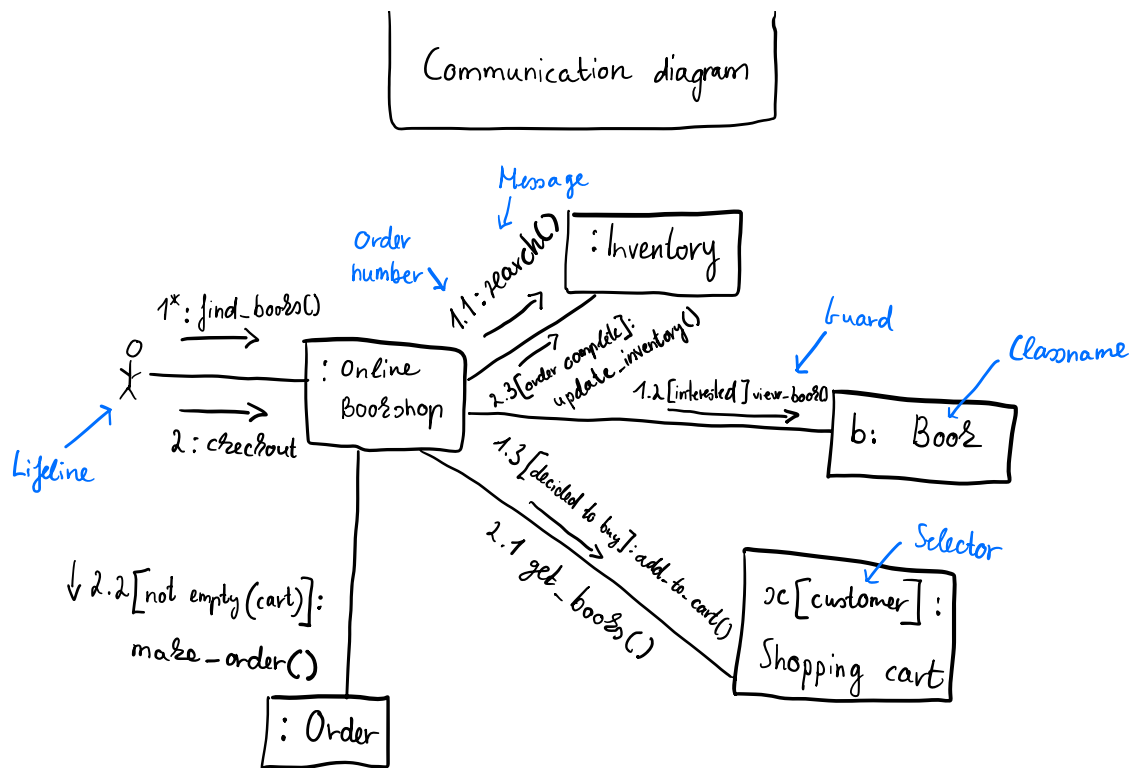 Communication diagram
Message
Order
number
1.1: search()
: Inventory
1*: find_books()
: Online
Bookshop
2: checkout
Lifeline
2.3 [order complete]:
update_inventory()
1.2 [interested] view_book()
Guard
Classname
b: Book
1.3 [decided to buy]: add_to_cart()
2.1 get_books()
Selector
x [customer] :
Shopping cart
2.2 [not empty (cart)]:
make_order()
: Order